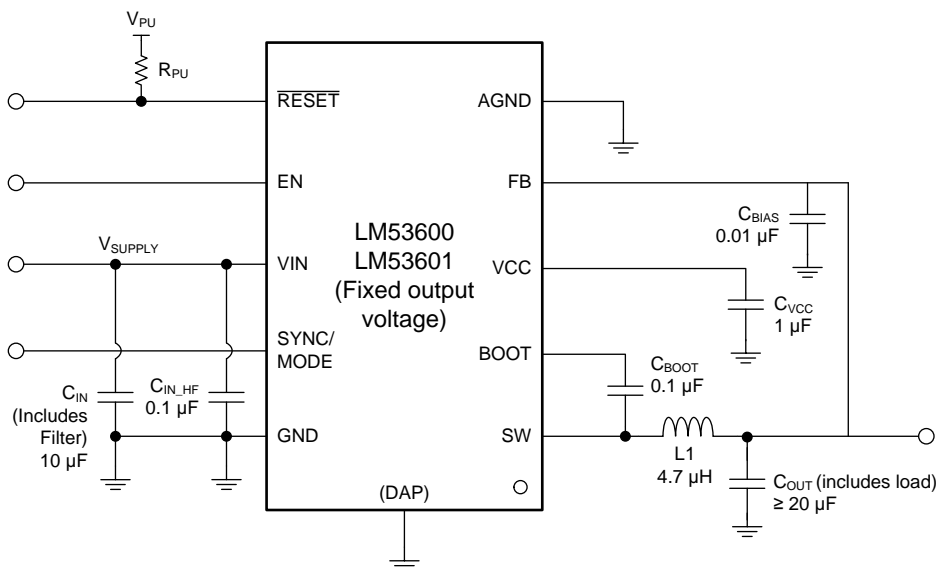 V_PU
R_PU
RESET
AGND
EN
FB
C_BIAS
0.01 µF
V_SUPPLY
LM53600
LM53601
(Fixed output
voltage)
VIN
VCC
C_VCC
1 µF
SYNC/
MODE
BOOT
C_BOOT
0.1 µF
C_IN
(Includes
Filter)
10 µF
C_IN_HF
0.1 µF
GND
SW
L1
4.7 µH
(DAP)
C_OUT (includes load)
≥ 20 µF